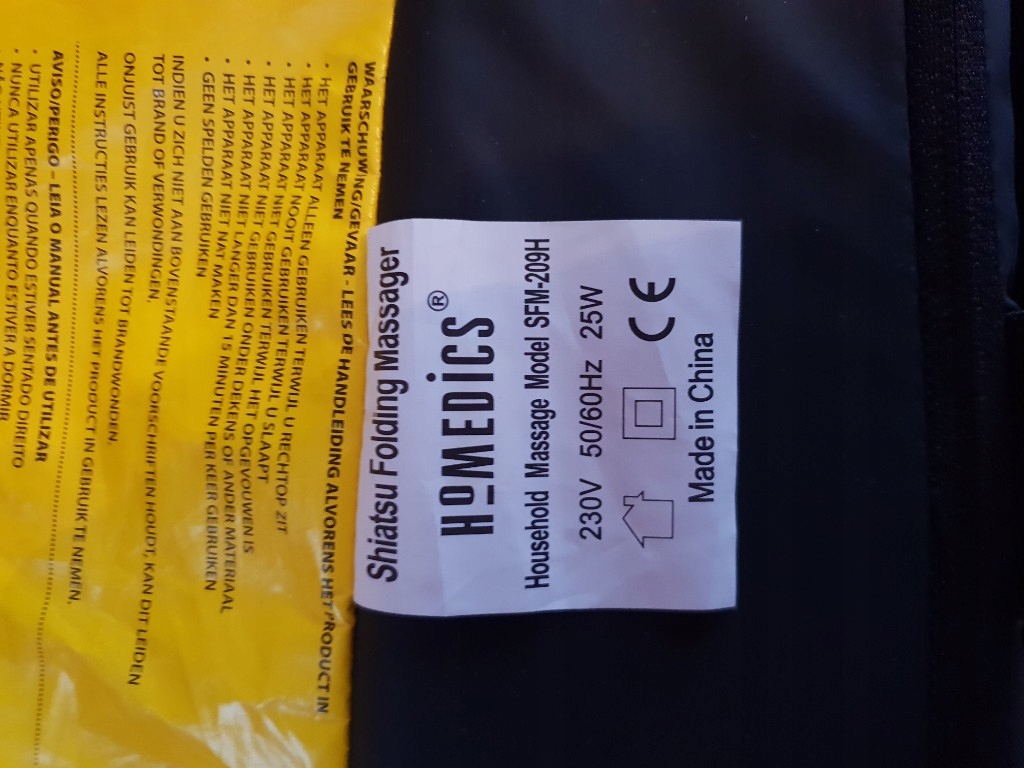 WAARSCHUWING/GEVAAR - LEES DE HANDLEIDING ALVORENS HET PRODUCT IN
GEBRUIK TE NEMEN
• HET APPARAAT ALLEEN GEBRUIKEN TERWIJL U RECHTOP ZIT
• HET APPARAAT NOOIT GEBRUIKEN TERWIJL U SLAAPT
• HET APPARAAT NIET GEBRUIKEN TERWIJL HET OPGEVOUWEN IS
• HET APPARAAT NIET GEBRUIKEN ONDER DEKENS OF ANDER MATERIAAL
• HET APPARAAT NIET LANGER DAN 15 MINUTEN PER KEER GEBRUIKEN
• HET APPARAAT NIET NAT MAKEN
• GEEN SPELDEN GEBRUIKEN
INDIEN U ZICH NIET AAN BOVENSTAANDE VOORSCHRIFTEN HOUDT, KAN DIT LEIDEN
TOT BRAND OF VERWONDINGEN.
ONJUIST GEBRUIK KAN LEIDEN TOT BRANDWONDEN.
ALLE INSTRUCTIES LEZEN ALVORENS HET PRODUCT IN GEBRUIK TE NEMEN.
AVISO/PERIGO – LEIA O MANUAL ANTES DE UTILIZAR
• UTILIZAR APENAS QUANDO ESTIVER SENTADO DIREITO
• NUNCA UTILIZAR ENQUANTO ESTIVER A DORMIR
Shiatsu Folding Massager
HoMEDiCS®
Household Massage Model SFM-209H
230V 50/60Hz 25W
CE
Made in China